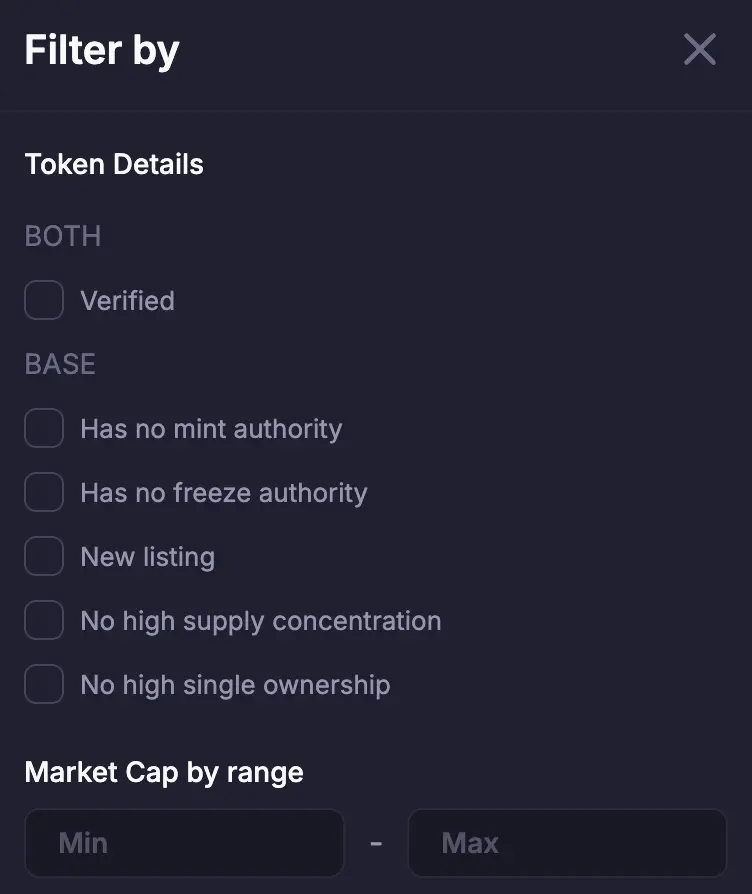 Filter by
Token Details
BOTH
Verified
BASE
Has no mint authority
Has no freeze authority
New listing
No high supply concentration
No high single ownership
Market Cap by range
Min - Max